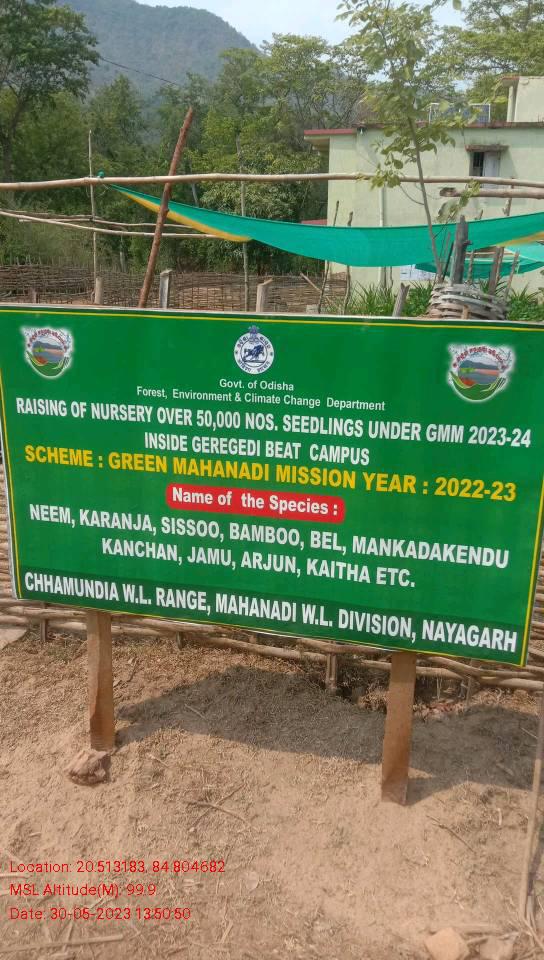 Govt. of Odisha
Forest, Environment & Climate Change Department
RAISING OF NURSERY OVER 50,000 NOS. SEEDLINGS UNDER GMM 2023-24
INSIDE GEREGEDI BEAT CAMPUS
SCHEME : GREEN MAHANADI MISSION YEAR : 2022-23
Name of the Species :
NEEM, KARANJA, SISSOO, BAMBOO, BEL, MANKADAKENDU
KANCHAN, JAMU, ARJUN, KAITHA ETC.
CHHAMUNDIA W.L. RANGE, MAHANADI W.L. DIVISION, NAYAGARH
Location: 20.513183, 84.804682
MSL Altitude(M): 99.9
Date: 30-05-2023 13:50:50